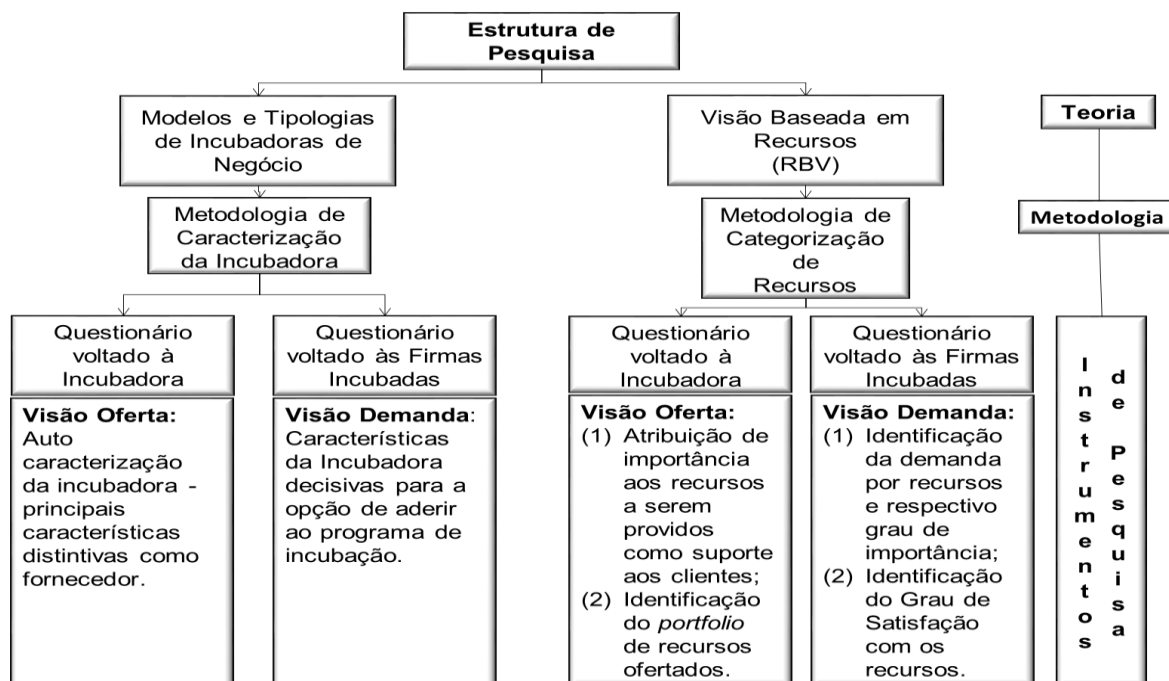 Estrutura de
Pesquisa
Modelos e Tipologias
de Incubadoras de
Negócio
Visão Baseada em
Recursos
(RBV)
Teoria
Metodologia de
Caracterização
da Incubadora
Metodologia de
Categorização
de
Recursos
Metodologia
Questionário
voltado à
Incubadora
Questionário
voltado às Firmas
Incubadas
Questionário
voltado à
Incubadora
Questionário
voltado às Firmas
Incubadas
Visão Oferta:
Auto
caracterização
da incubadora -
principais
características
distintivas como
fornecedor.
Visão Demanda:
Características
da Incubadora
decisivas para a
opção de aderir
ao programa de
incubação.
Visão Oferta:
(1) Atribuição de
importância
aos recursos
a serem
providos
como suporte
aos clientes;
(2) Identificação
do portfolio
de recursos
ofertados.
Visão Demanda:
(1) Identificação
da demanda
por recursos
e respectivo
grau de
importância;
(2) Identificação
do Grau de
Satisfação
com os
recursos.
Instrumentos
de Pesquisa